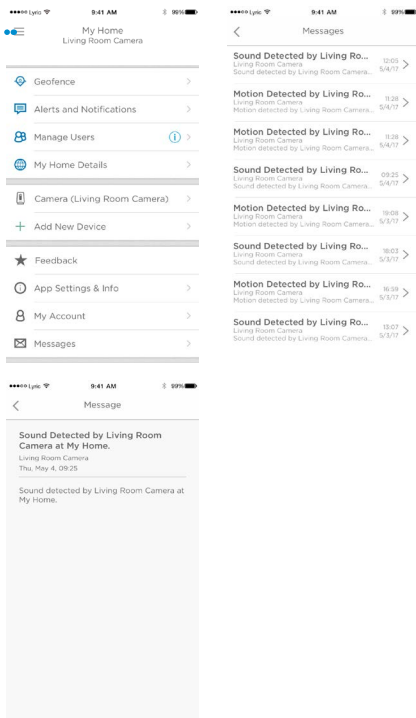 Lyric 9:41 AM 99%
My Home
Living Room Camera
Geofence
Alerts and Notifications
Manage Users
My Home Details
Camera (Living Room Camera)
Add New Device
Feedback
App Settings & Info
My Account
Messages
Lyric 9:41 AM 99%
Messages
Sound Detected by Living Ro...
Living Room Camera
Sound detected by Living Room Camera...
12:05
5/4/17
Motion Detected by Living Ro...
Living Room Camera
Motion detected by Living Room Camera...
11:28
5/4/17
Motion Detected by Living Ro...
Living Room Camera
Motion detected by Living Room Camera...
11:28
5/4/17
Sound Detected by Living Ro...
Living Room Camera
Sound detected by Living Room Camera...
09:25
5/4/17
Motion Detected by Living Ro...
Living Room Camera
Motion detected by Living Room Camera...
19:08
5/3/17
Sound Detected by Living Ro...
Living Room Camera
Sound detected by Living Room Camera...
18:03
5/3/17
Motion Detected by Living Ro...
Living Room Camera
Motion detected by Living Room Camera...
16:59
5/3/17
Sound Detected by Living Ro...
Living Room Camera
Sound detected by Living Room Camera...
13:07
5/3/17
Lyric 9:41 AM 99%
Message
Sound Detected by Living Room
Camera at My Home.
Living Room Camera
Thu, May 4, 09:25
Sound detected by Living Room Camera at
My Home.